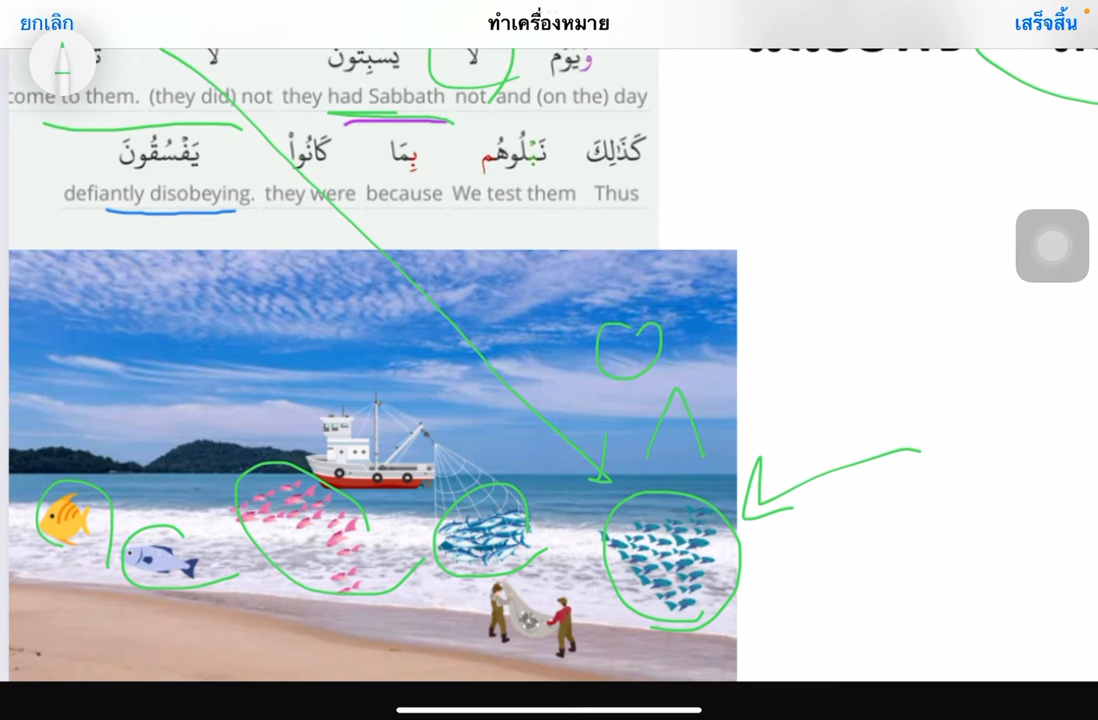 ยกเลิก ทำเครื่องหมาย เสร็จสิ้น
وَيَوْمَ لَا يَسْبِتُونَ لَا
come to them. (they did) not they had Sabbath not. and (on the) day
كَذَٰلِكَ نَبْلُوهُم بِمَا كَانُوا۟ يَفْسُقُونَ
defiantly disobeying. they were because We test them Thus